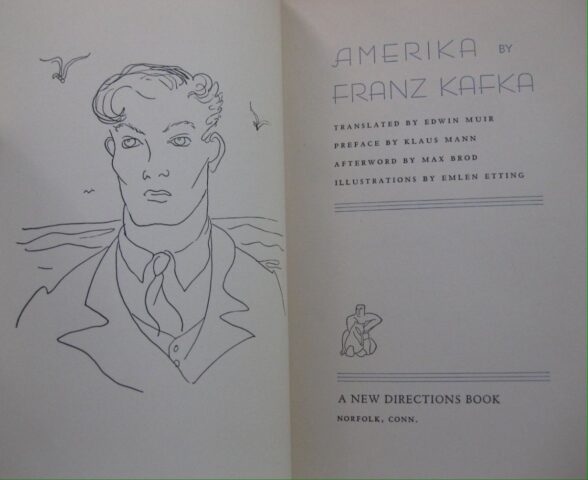 AMERIKA BY
FRANZ KAFKA
TRANSLATED BY EDWIN MUIR
PREFACE BY KLAUS MANN
AFTERWORD BY MAX BROD
ILLUSTRATIONS BY EMLEN ETTING
A NEW DIRECTIONS BOOK
NORFOLK, CONN.